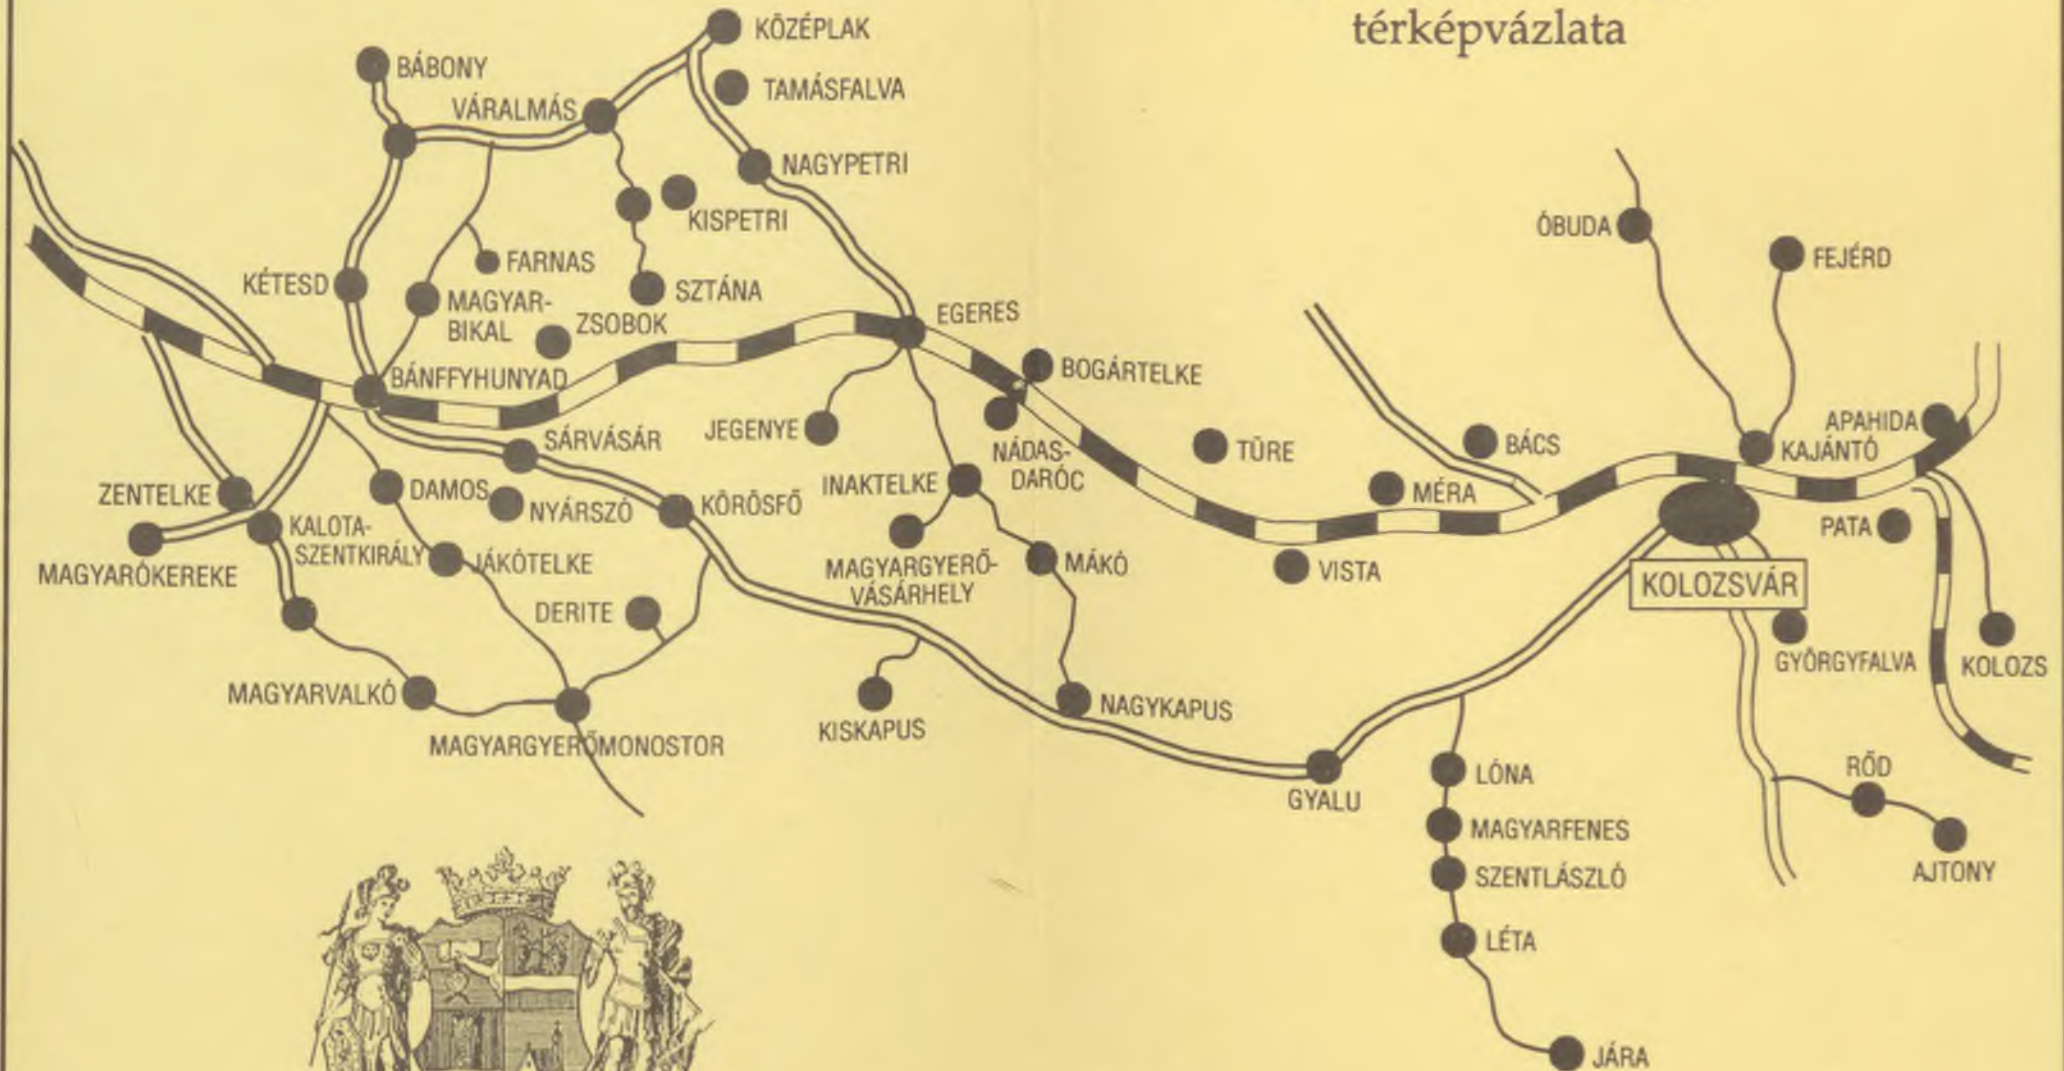 térképvázlata
KÖZÉPLAK
BÁBONY
TAMÁSFALVA
VÁRALMÁS
NAGYPETRI
KISPETRI
ÓBUDA
FEJÉRD
FARNAS
KÉTESD
SZTÁNA
MAGYAR-
BIKAL
ZSOBOK
EGERES
BÁNFFYHUNYAD
BOGÁRTELKE
APAHIDA
JEGENYE
SÁRVÁSÁR
BÁCS
KAJÁNTÓ
TÜRE
NÁDAS-
DARÓC
INAKTELKE
ZENTELKE
DAMOS
NYÁRSZÓ
KÖRÖSFŐ
MÉRA
PATA
KALOTA-
SZENTKIRÁLY
JÁKÓTELKE
MAGYARÓKEREKE
MAGYARGYERŐ-
VÁSÁRHELY
MÁKÓ
VISTA
KOLOZSVÁR
DERITE
GYÖRGYFALVA
KOLOZS
MAGYARVALKÓ
KISKAPUS
NAGYKAPUS
MAGYARGYERŐMONOSTOR
GYALU
LÓNA
RŐD
MAGYARFENES
SZENTLÁSZLÓ
AJTONY
LÉTA
JÁRA